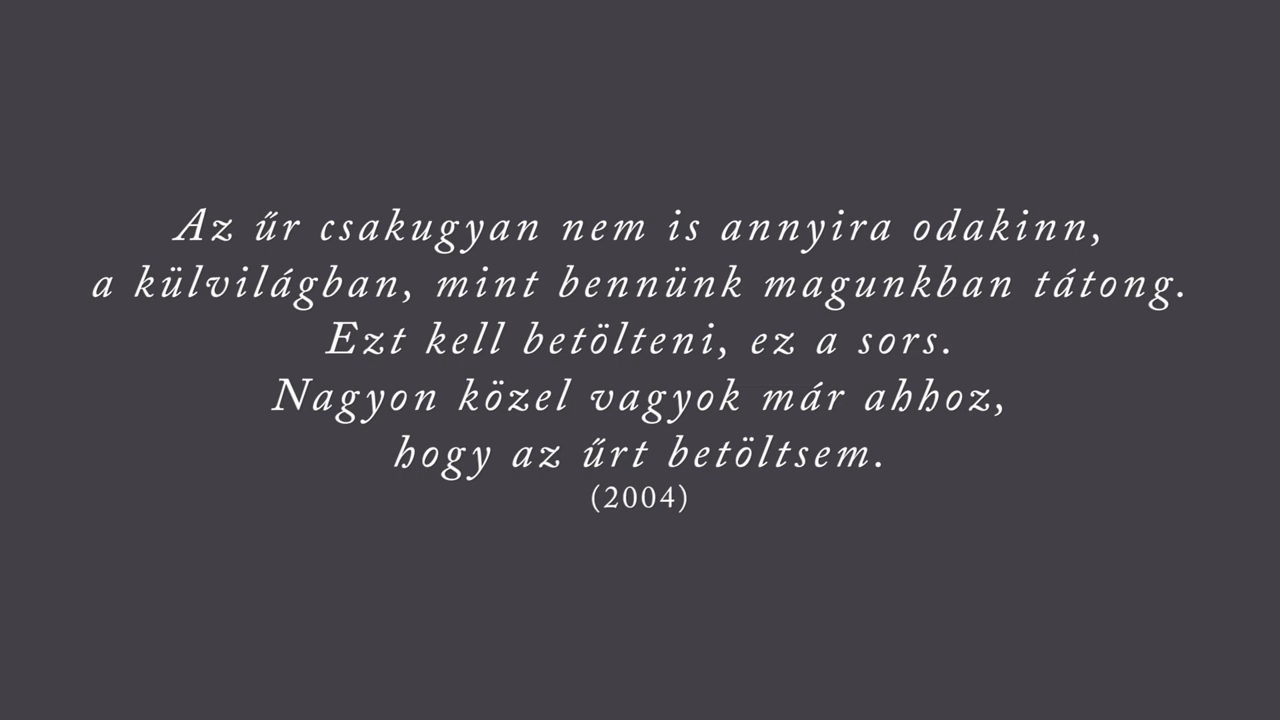 Az űr csakugyan nem is annyira odakinn,
a külvilágban, mint bennünk magunkban tátong.
Ezt kell betölteni, ez a sors.
Nagyon közel vagyok már ahhoz,
hogy az űrt betöltsem.
(2004)